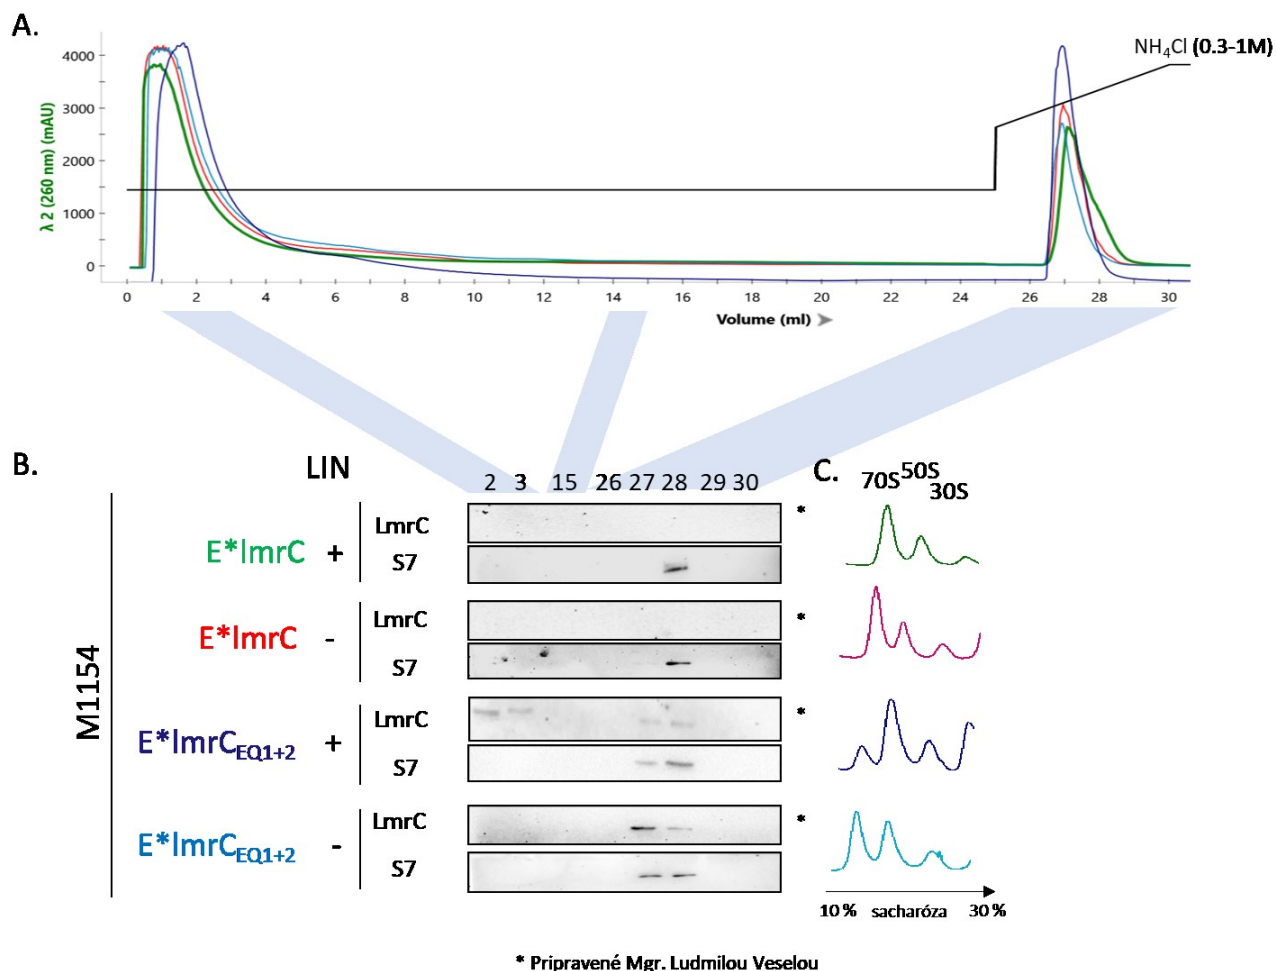 A.
NH₄Cl (0.3-1M)
λ 2 (260 nm) (mAU)
4000
3000
2000
1000
0
0 2 4 6 8 10 12 14 16 18 20 22 24 26 28 30
Volume (ml)
B.
LIN
2 3 15 26 27 28 29 30
C.
70S 50S 30S
M1154
E*lmrC +
LmrC *
S7
E*lmrC -
LmrC *
S7
E*lmrC_EQ1+2 +
LmrC *
S7
E*lmrC_EQ1+2 -
LmrC *
S7
10 % sacharóza 30 %
* Pripravené Mgr. Ludmilou Veselou